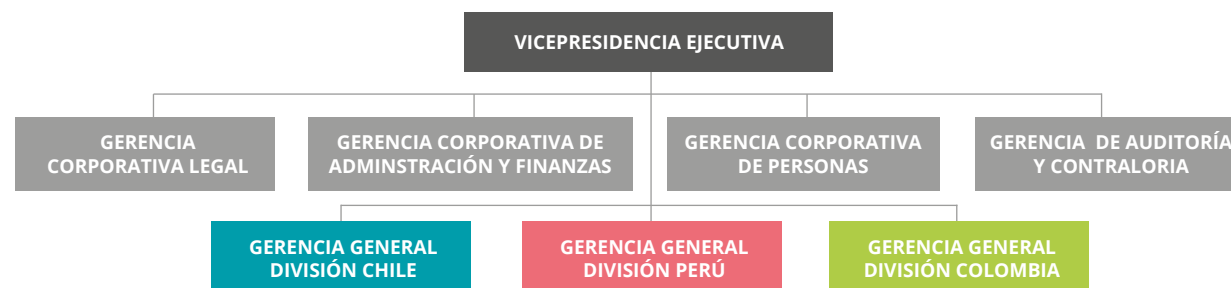 VICEPRESIDENCIA EJECUTIVA
GERENCIA
CORPORATIVA LEGAL
GERENCIA CORPORATIVA DE
ADMINSTRACIÓN Y FINANZAS
GERENCIA CORPORATIVA
DE PERSONAS
GERENCIA DE AUDITORÍA
Y CONTRALORIA
GERENCIA GENERAL
DIVISIÓN CHILE
GERENCIA GENERAL
DIVISIÓN PERÚ
GERENCIA GENERAL
DIVISIÓN COLOMBIA